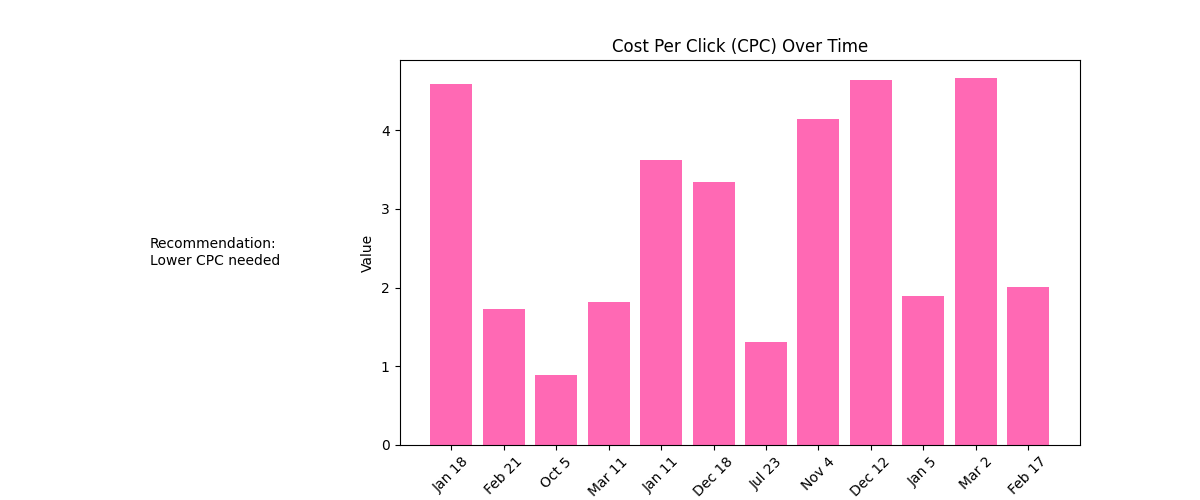 Cost Per Click (CPC) Over Time
Recommendation:
Lower CPC needed
Value
4
3
2
1
0
Jan 18
Feb 21
Oct 5
Mar 11
Jan 11
Dec 18
Jul 23
Nov 4
Dec 12
Jan 5
Mar 2
Feb 17